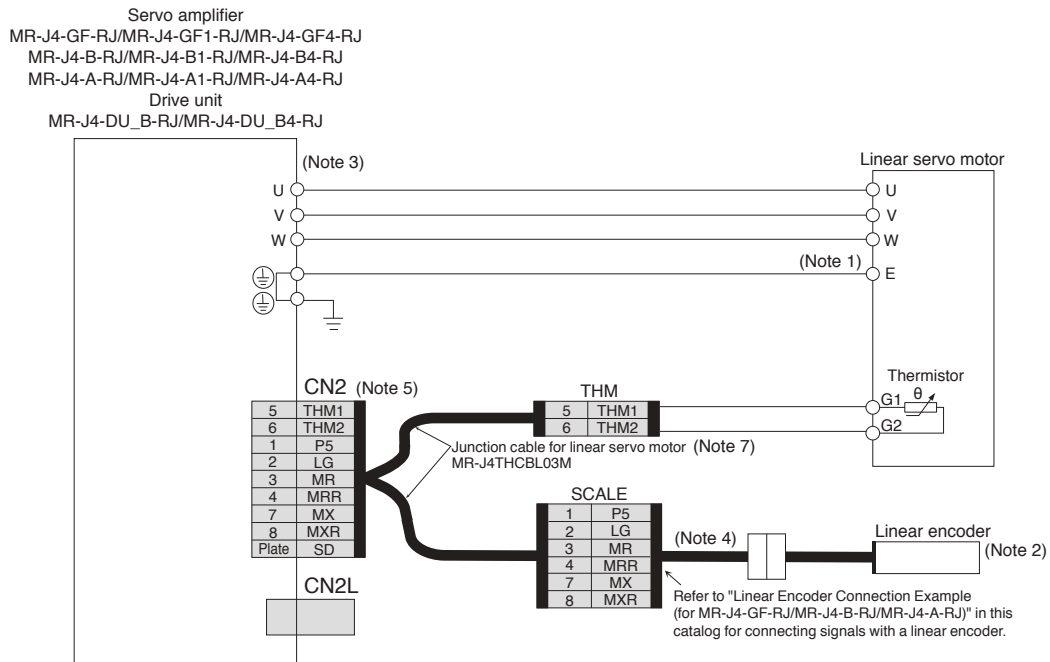 Servo amplifier
MR-J4-GF-RJ/MR-J4-GF1-RJ/MR-J4-GF4-RJ
MR-J4-B-RJ/MR-J4-B1-RJ/MR-J4-B4-RJ
MR-J4-A-RJ/MR-J4-A1-RJ/MR-J4-A4-RJ
Drive unit
MR-J4-DU_B-RJ/MR-J4-DU_B4-RJ
(Note 3)
Linear servo motor
U U
V V
W W
(Note 1)
E
CN2 (Note 5)
5 THM1
6 THM2
1 P5
2 LG
3 MR
4 MRR
7 MX
8 MXR
Plate SD
CN2L
THM
5 THM1
6 THM2
Thermistor
G1 θ
G2
Junction cable for linear servo motor (Note 7)
MR-J4THCBL03M
SCALE
1 P5
2 LG
3 MR
4 MRR
7 MX
8 MXR
(Note 4)
Linear encoder
(Note 2)
Refer to "Linear Encoder Connection Example
(for MR-J4-GF-RJ/MR-J4-B-RJ/MR-J4-A-RJ)" in this
catalog for connecting signals with a linear encoder.